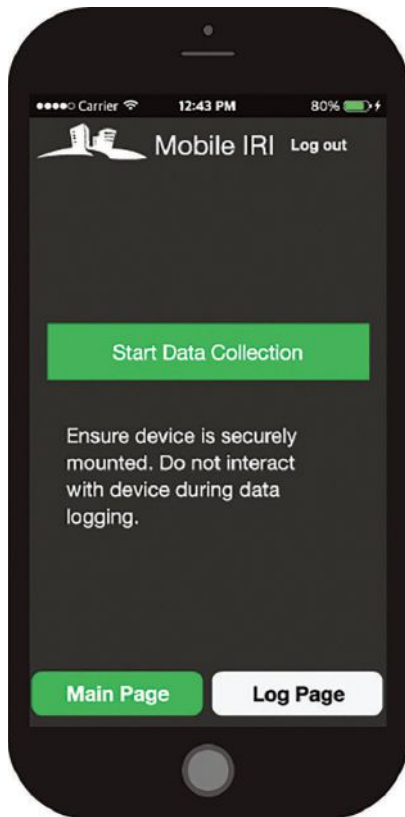 Carrier 12:43 PM 80%
Mobile IRI Log out
Start Data Collection
Ensure device is securely
mounted. Do not interact
with device during data
logging.
Main Page Log Page